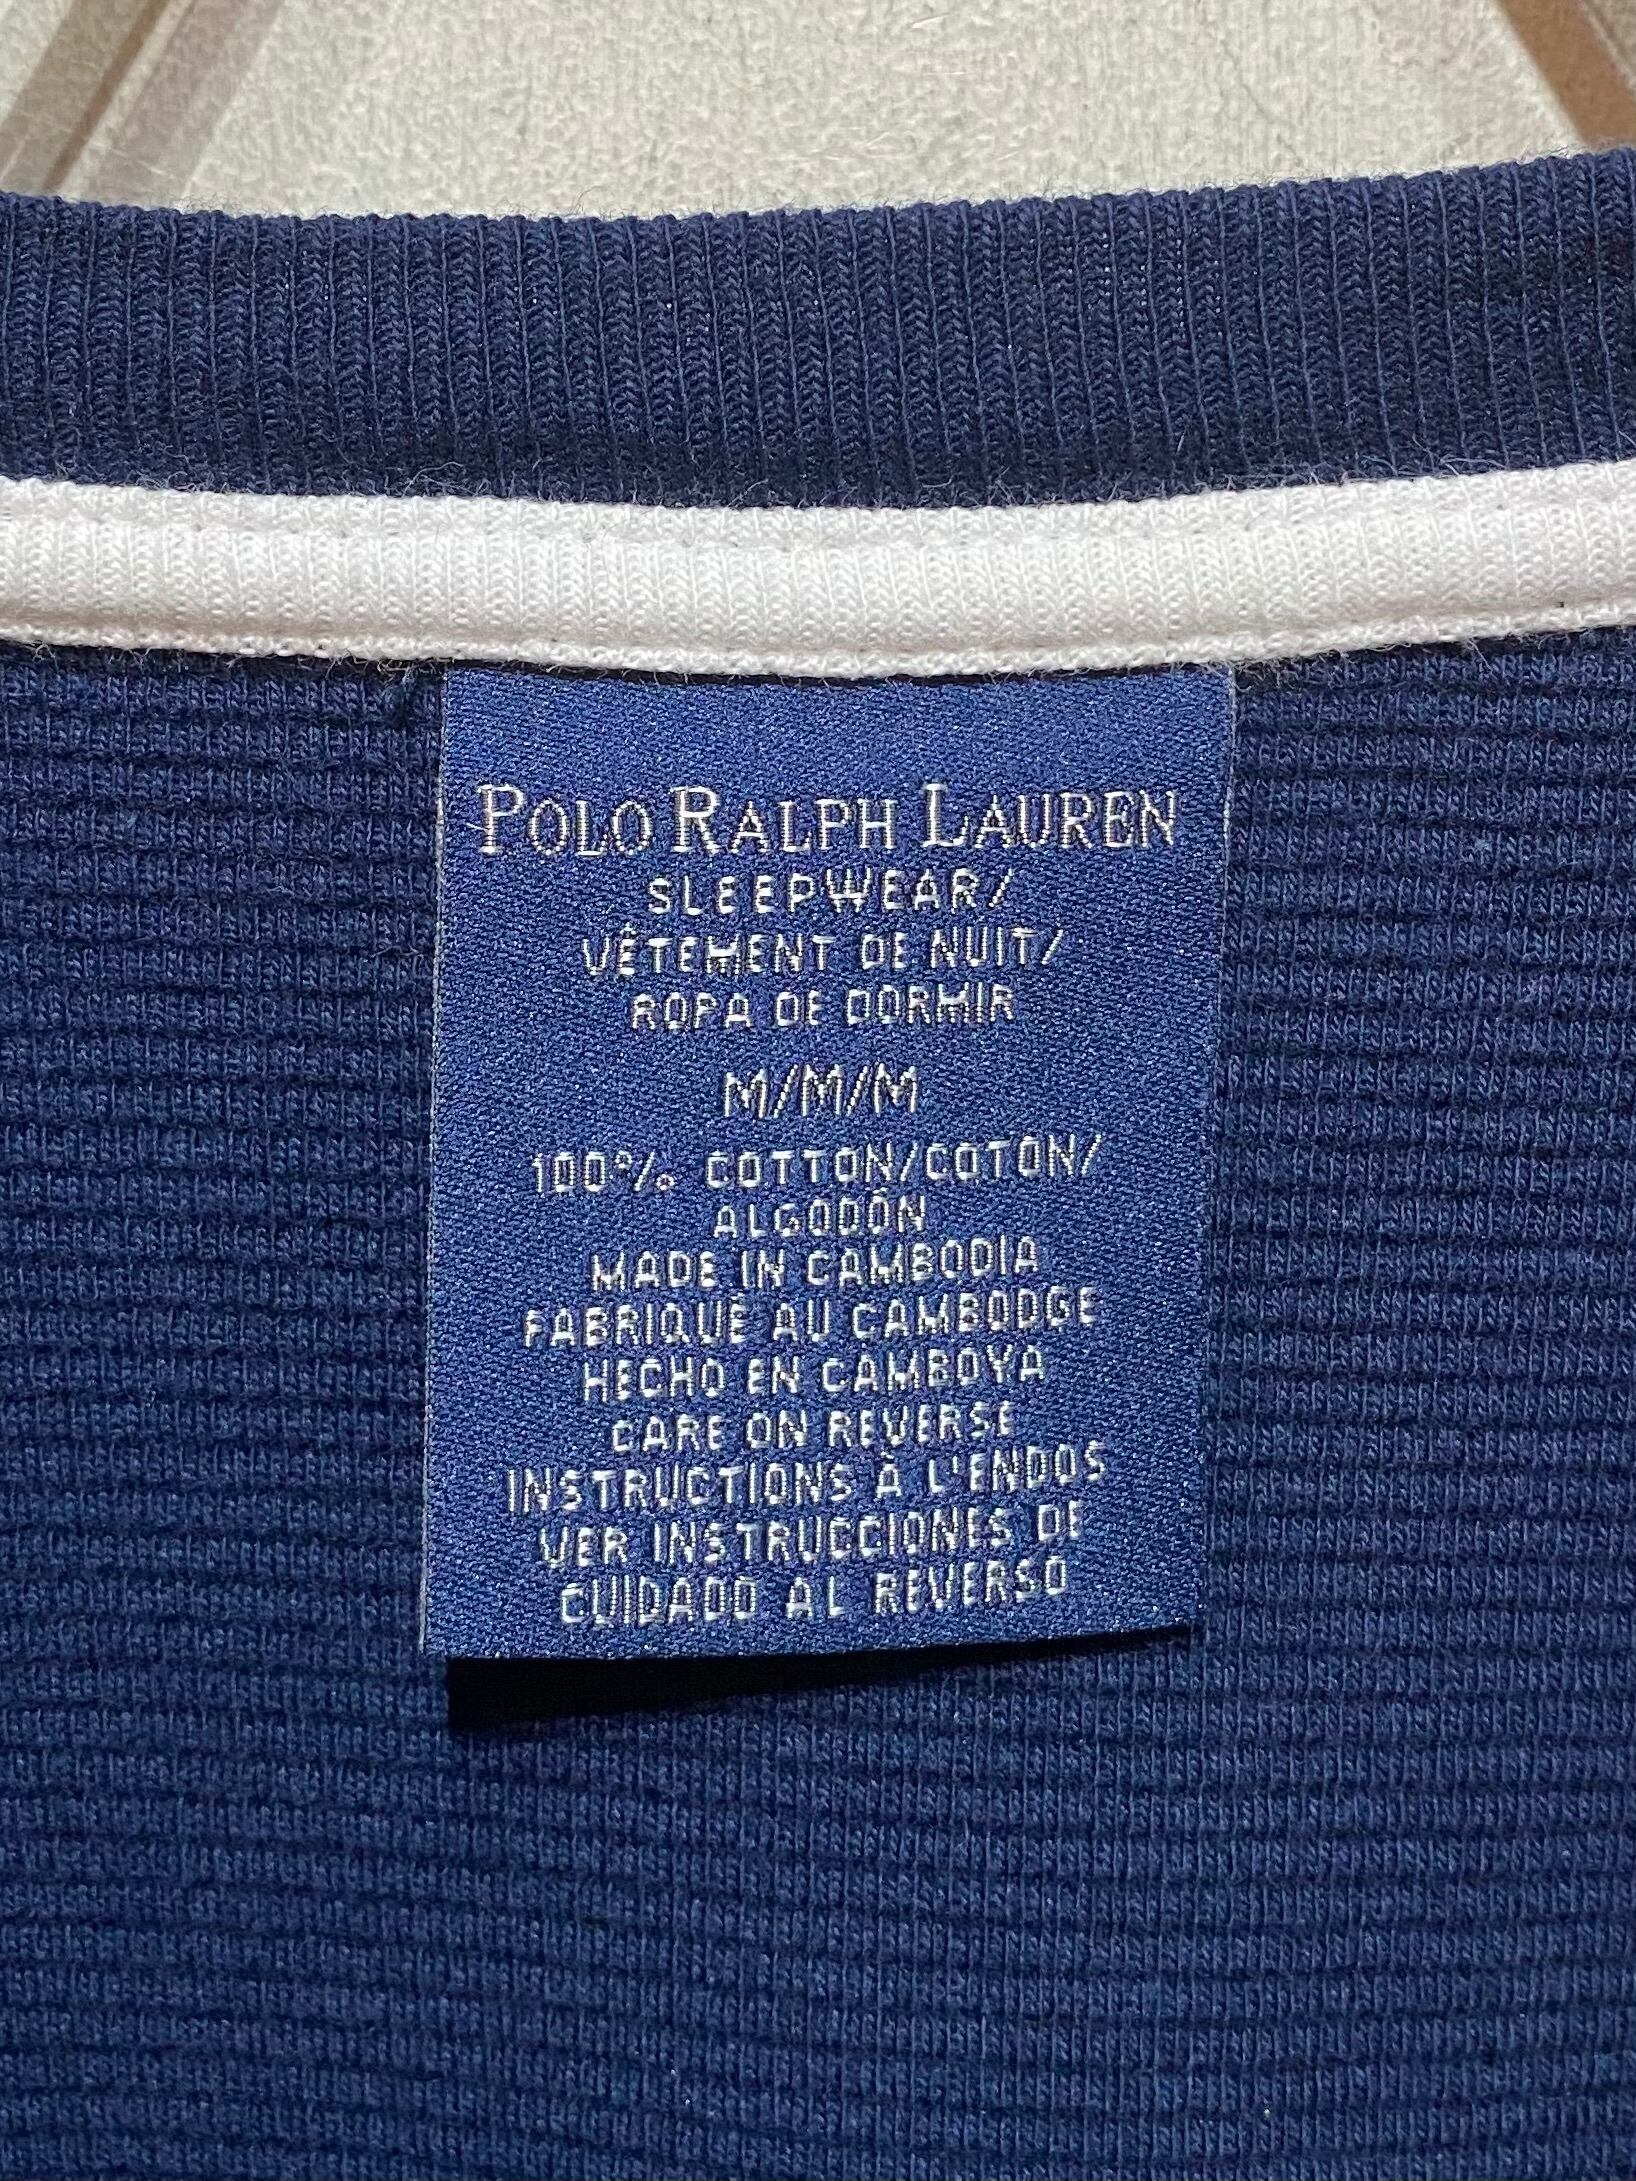 POLO RALPH LAUREN
SLEEPWEAR/
VÊTEMENT DE NUIT/
ROPA DE DORMIR
M/M/M
100% COTTON/COTON/
ALGODÓN
MADE IN CAMBODIA
FABRIQUÉ AU CAMBODGE
HECHO EN CAMBOYA
CARE ON REVERSE
INSTRUCTIONS À L'ENDOS
VER INSTRUCCIONES DE
CUIDADO AL REVERSO